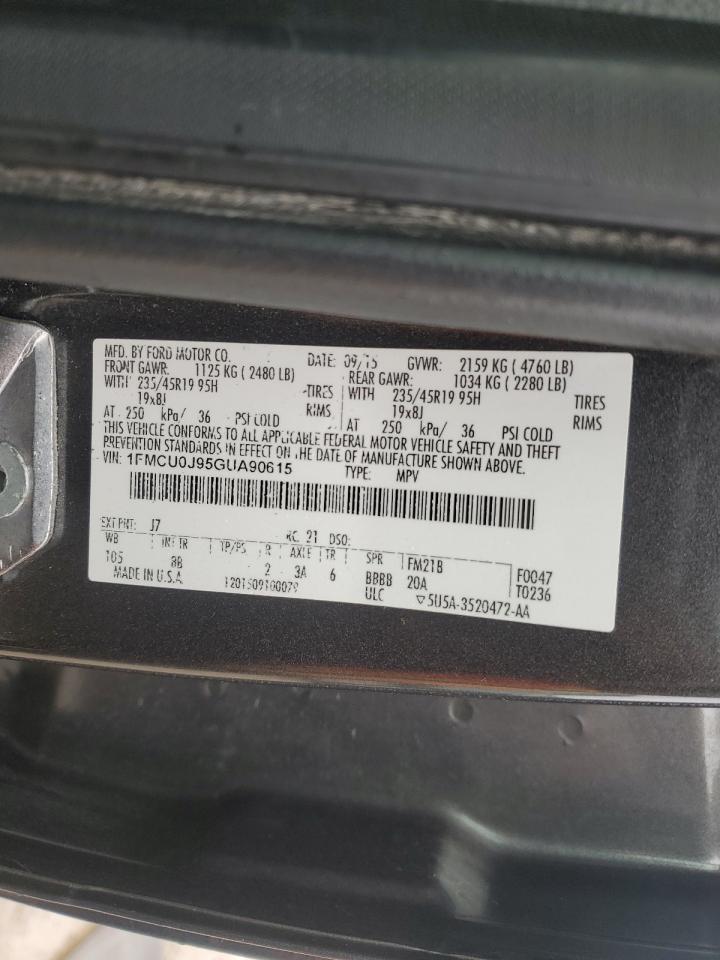 MFD. BY FORD MOTOR CO. DATE: 09/15 GVWR: 2159 KG ( 4760 LB)
FRONT GAWR: 1125 KG ( 2480 LB) REAR GAWR: 1034 KG ( 2280 LB)
WITH 235/45R19 95H TIRES WITH 235/45R19 95H TIRES
19x8J RIMS 19x8J RIMS
AT 250 kPa/ 36 PSI COLD AT 250 kPa/ 36 PSI COLD
THIS VEHICLE CONFORMS TO ALL APPLICABLE FEDERAL MOTOR VEHICLE SAFETY AND THEFT
PREVENTION STANDARDS IN EFFECT ON THE DATE OF MANUFACTURE SHOWN ABOVE.
VIN: 1FMCU0J95GUA90615 TYPE: MPV
EXT PNT: J7 RC: 21 DSO:
WB INT TR TP/PS R AXLE TR SPR FM21B F0047
105 8B 2 3A 6 BBBB 20A T0236
MADE IN U.S.A. 1201509100079 ULC ▽5U5A-3520472-AA